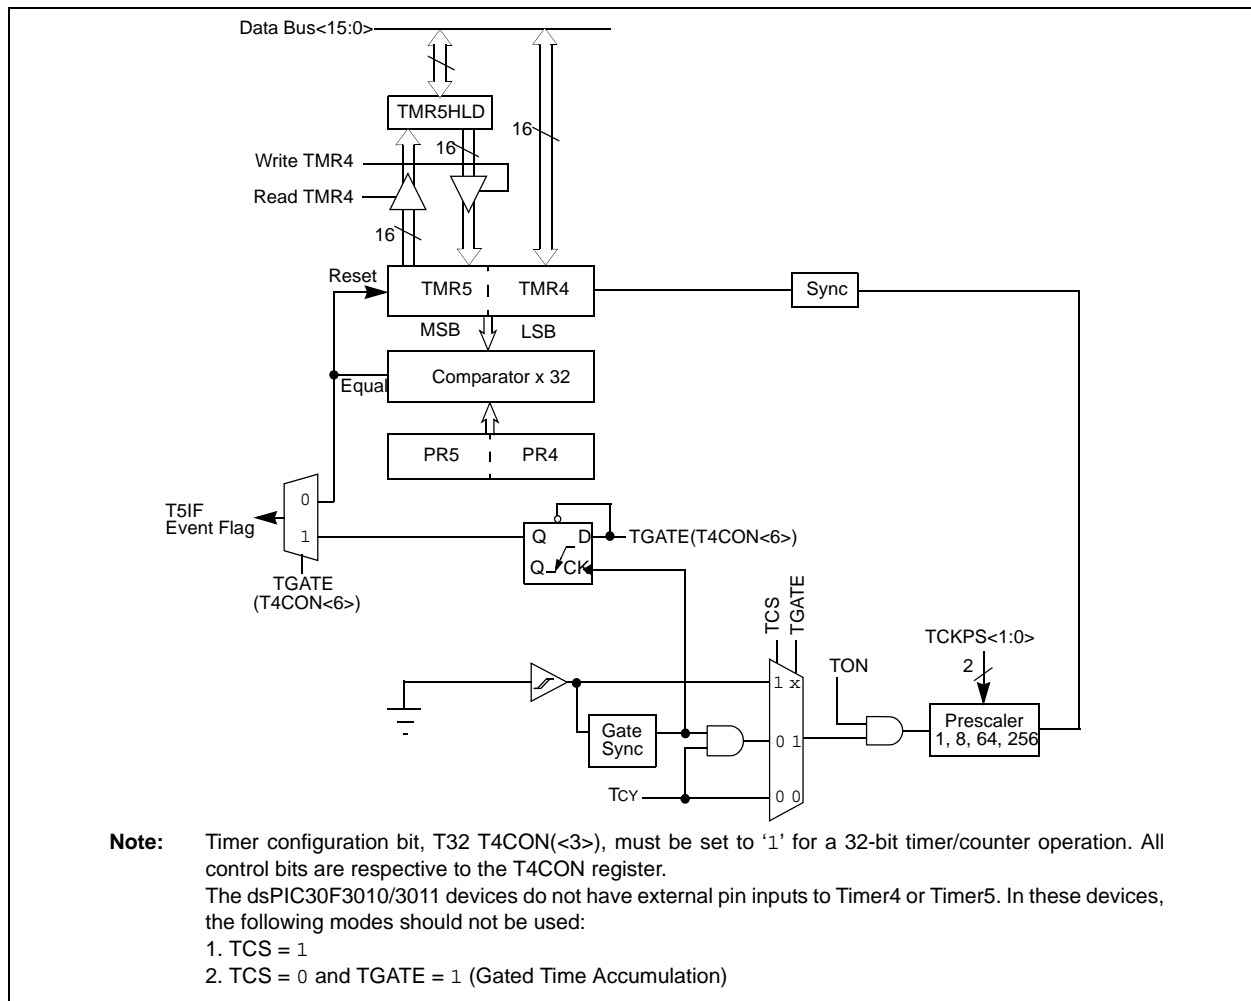 Data Bus<15:0>
TMR5HLD
16
16
Write TMR4
Read TMR4
16
Reset
TMR5
TMR4
Sync
MSB
LSB
Equal
Comparator x 32
PR5
PR4
0
T5IF
Event Flag
1
Q
D
TGATE(T4CON<6>)
Q
CK
TGATE
(T4CON<6>)
TCS
TGATE
TCKPS<1:0>
TON
2
1 x
Gate
Sync
0 1
Prescaler
1, 8, 64, 256
TCY
0 0
Note: Timer configuration bit, T32 T4CON(<3>), must be set to ‘1’ for a 32-bit timer/counter operation. All
control bits are respective to the T4CON register.
The dsPIC30F3010/3011 devices do not have external pin inputs to Timer4 or Timer5. In these devices,
the following modes should not be used:
1. TCS = 1
2. TCS = 0 and TGATE = 1 (Gated Time Accumulation)